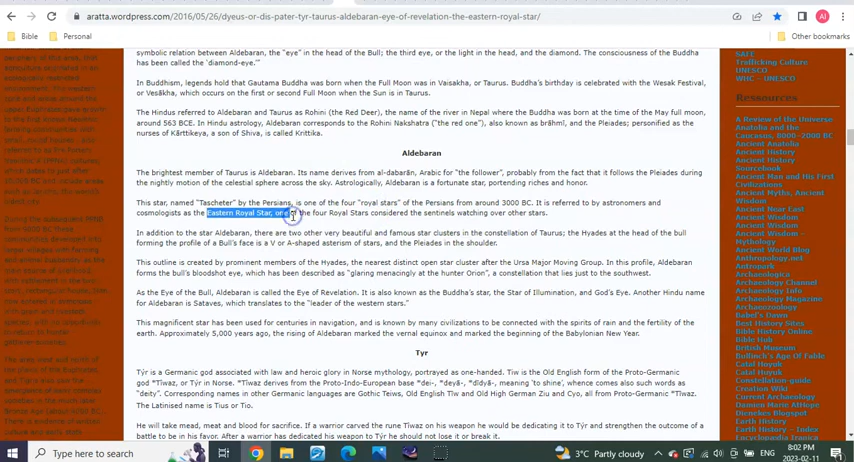 aratta.wordpress.com/2016/05/26/dyeus-or-dis-pater-tyr-taurus-aldebaran-eye-of-revelation-the-eastern-royal-star/
AI
Bible
Personal
Other bookmarks
symbolic relation between Aldebaran, the "eye" in the head of the Bull; the third eye, or the light in the head, and the diamond. The consciousness of the Buddha
has been called the 'diamond-eye.'"
In Buddhism, legends hold that Gautama Buddha was born when the Full Moon was in Vaisakha, or Taurus. Buddha's birthday is celebrated with the Wesak Festival,
or Vesākha, which occurs on the first or second Full Moon when the Sun is in Taurus.
The Hindus referred to Aldebaran and Taurus as Rohini (the Red Deer), the name of the river in Nepal where the Buddha was born at the time of the May full moon,
around 563 BCE. In Hindu astrology, Aldebaran corresponds to the Rohini Nakshatra ("the red one"), also known as brāhmī, and the Pleiades; personified as the
nurses of Kārttikeya, a son of Shiva, is called Krittika.
Aldebaran
The brightest member of Taurus is Aldebaran. Its name derives from al-dabarān, Arabic for "the follower", probably from the fact that it follows the Pleiades during
the nightly motion of the celestial sphere across the sky. Astrologically, Aldebaran is a fortunate star, portending riches and honor.
This star, named "Tascheter" by the Persians, is one of the four "royal stars" of the Persians from around 3000 BC. It is referred to by astronomers and
cosmologists as the Eastern Royal Star, one of the four Royal Stars considered the sentinels watching over other stars.
In addition to the star Aldebaran, there are two other very beautiful and famous star clusters in the constellation of Taurus; the Hyades at the head of the bull
forming the profile of a Bull's face is a V or A-shaped asterism of stars, and the Pleiades in the shoulder.
This outline is created by prominent members of the Hyades, the nearest distinct open star cluster after the Ursa Major Moving Group. In this profile, Aldebaran
forms the bull's bloodshot eye, which has been described as "glaring menacingly at the hunter Orion", a constellation that lies just to the southwest.
As the Eye of the Bull, Aldebaran is called the Eye of Revelation. It is also known as the Buddha's star, the Star of Illumination, and God's Eye. Another Hindu name
for Aldebaran is Sataves, which translates to the "leader of the western stars."
This magnificent star has been used for centuries in navigation, and is known by many civilizations to be connected with the spirits of rain and the fertility of the
earth. Approximately 5,000 years ago, the rising of Aldebaran marked the vernal equinox and marked the beginning of the Babylonian New Year.
Tyr
Týr is a Germanic god associated with law and heroic glory in Norse mythology, portrayed as one-handed. Tiw is the Old English form of the Proto-Germanic
god *Tîwaz, or Týr in Norse. *Tîwaz derives from the Proto-Indo-European base *dei-, *deyā-, *dīdyā-, meaning 'to shine', whence comes also such words as
"deity". Corresponding names in other Germanic languages are Gothic Teiws, Old English Tīw and Old High German Ziu and Cyo, all from Proto-Germanic *Tîwaz.
The Latinised name is Tius or Tio.
He will take mead, meat and blood for sacrifice. If a warrior carved the rune Tîwaz on his weapon he would be dedicating it to Týr and strengthen the outcome of a
battle to be in his favor. After a warrior has dedicated his weapon to Týr he should not lose it or break it.
SAFE
Trafficking Culture
UNESCO
WHC – UNESCO
Resources
A Review of the Universe
Anatolia and the
Caucasus, 8000–2000 BC
Ancient Anatolia
Ancient History
Ancient History
Sourcebook
Ancient Man and His First
Civilizations
Ancient Mesopotamia
Ancient Mythology
Ancient Web
Ancient Wisdom –
Mythology
Ancient World Blog
Anthropology.net
Antropark
Archaeologica
Archaeology Channel
Archaeology Info
Archaeology Magazine
Archaeozoology
Babel's Dawn
Best History Sites
Bible History Online
Bible Hub
British Museum
Bulfinch's Age Of Fable
Catal Hoyuk
Constellation-guide
Creation Wiki
Current Archaeology
Damien Marie AtHope
Dienekes Blogspot
Earth History
Earth History – Iraq
Encyclopædia Iranica
Type here to search
3°C Partly cloudy
8:02 PM
2023-02-11